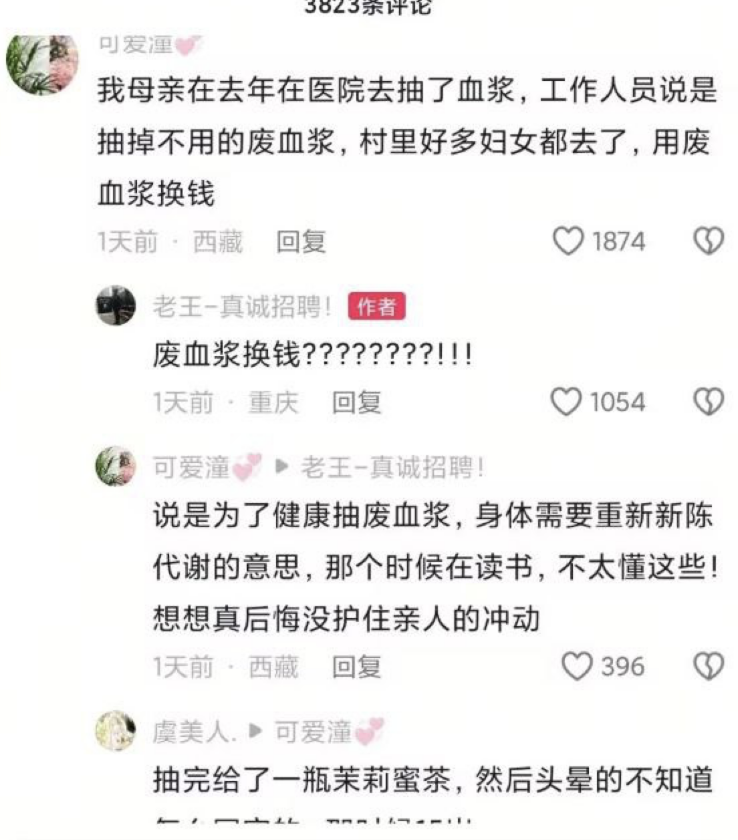 3823条评论
可爱潼
我母亲在去年在医院去抽了血浆，工作人员说是
抽掉不用的废血浆，村里好多妇女都去了，用废
血浆换钱
1天前 · 西藏 回复 1874
老王-真诚招聘！ 作者
废血浆换钱????????!!!
1天前 · 重庆 回复 1054
可爱潼 ▶ 老王-真诚招聘！
说是为了健康抽废血浆，身体需要重新新陈
代谢的意思，那个时候在读书，不太懂这些！
想想真后悔没护住亲人的冲动
1天前 · 西藏 回复 396
虞美人. ▶ 可爱潼
抽完给了一瓶茉莉蜜茶，然后头晕的不知道